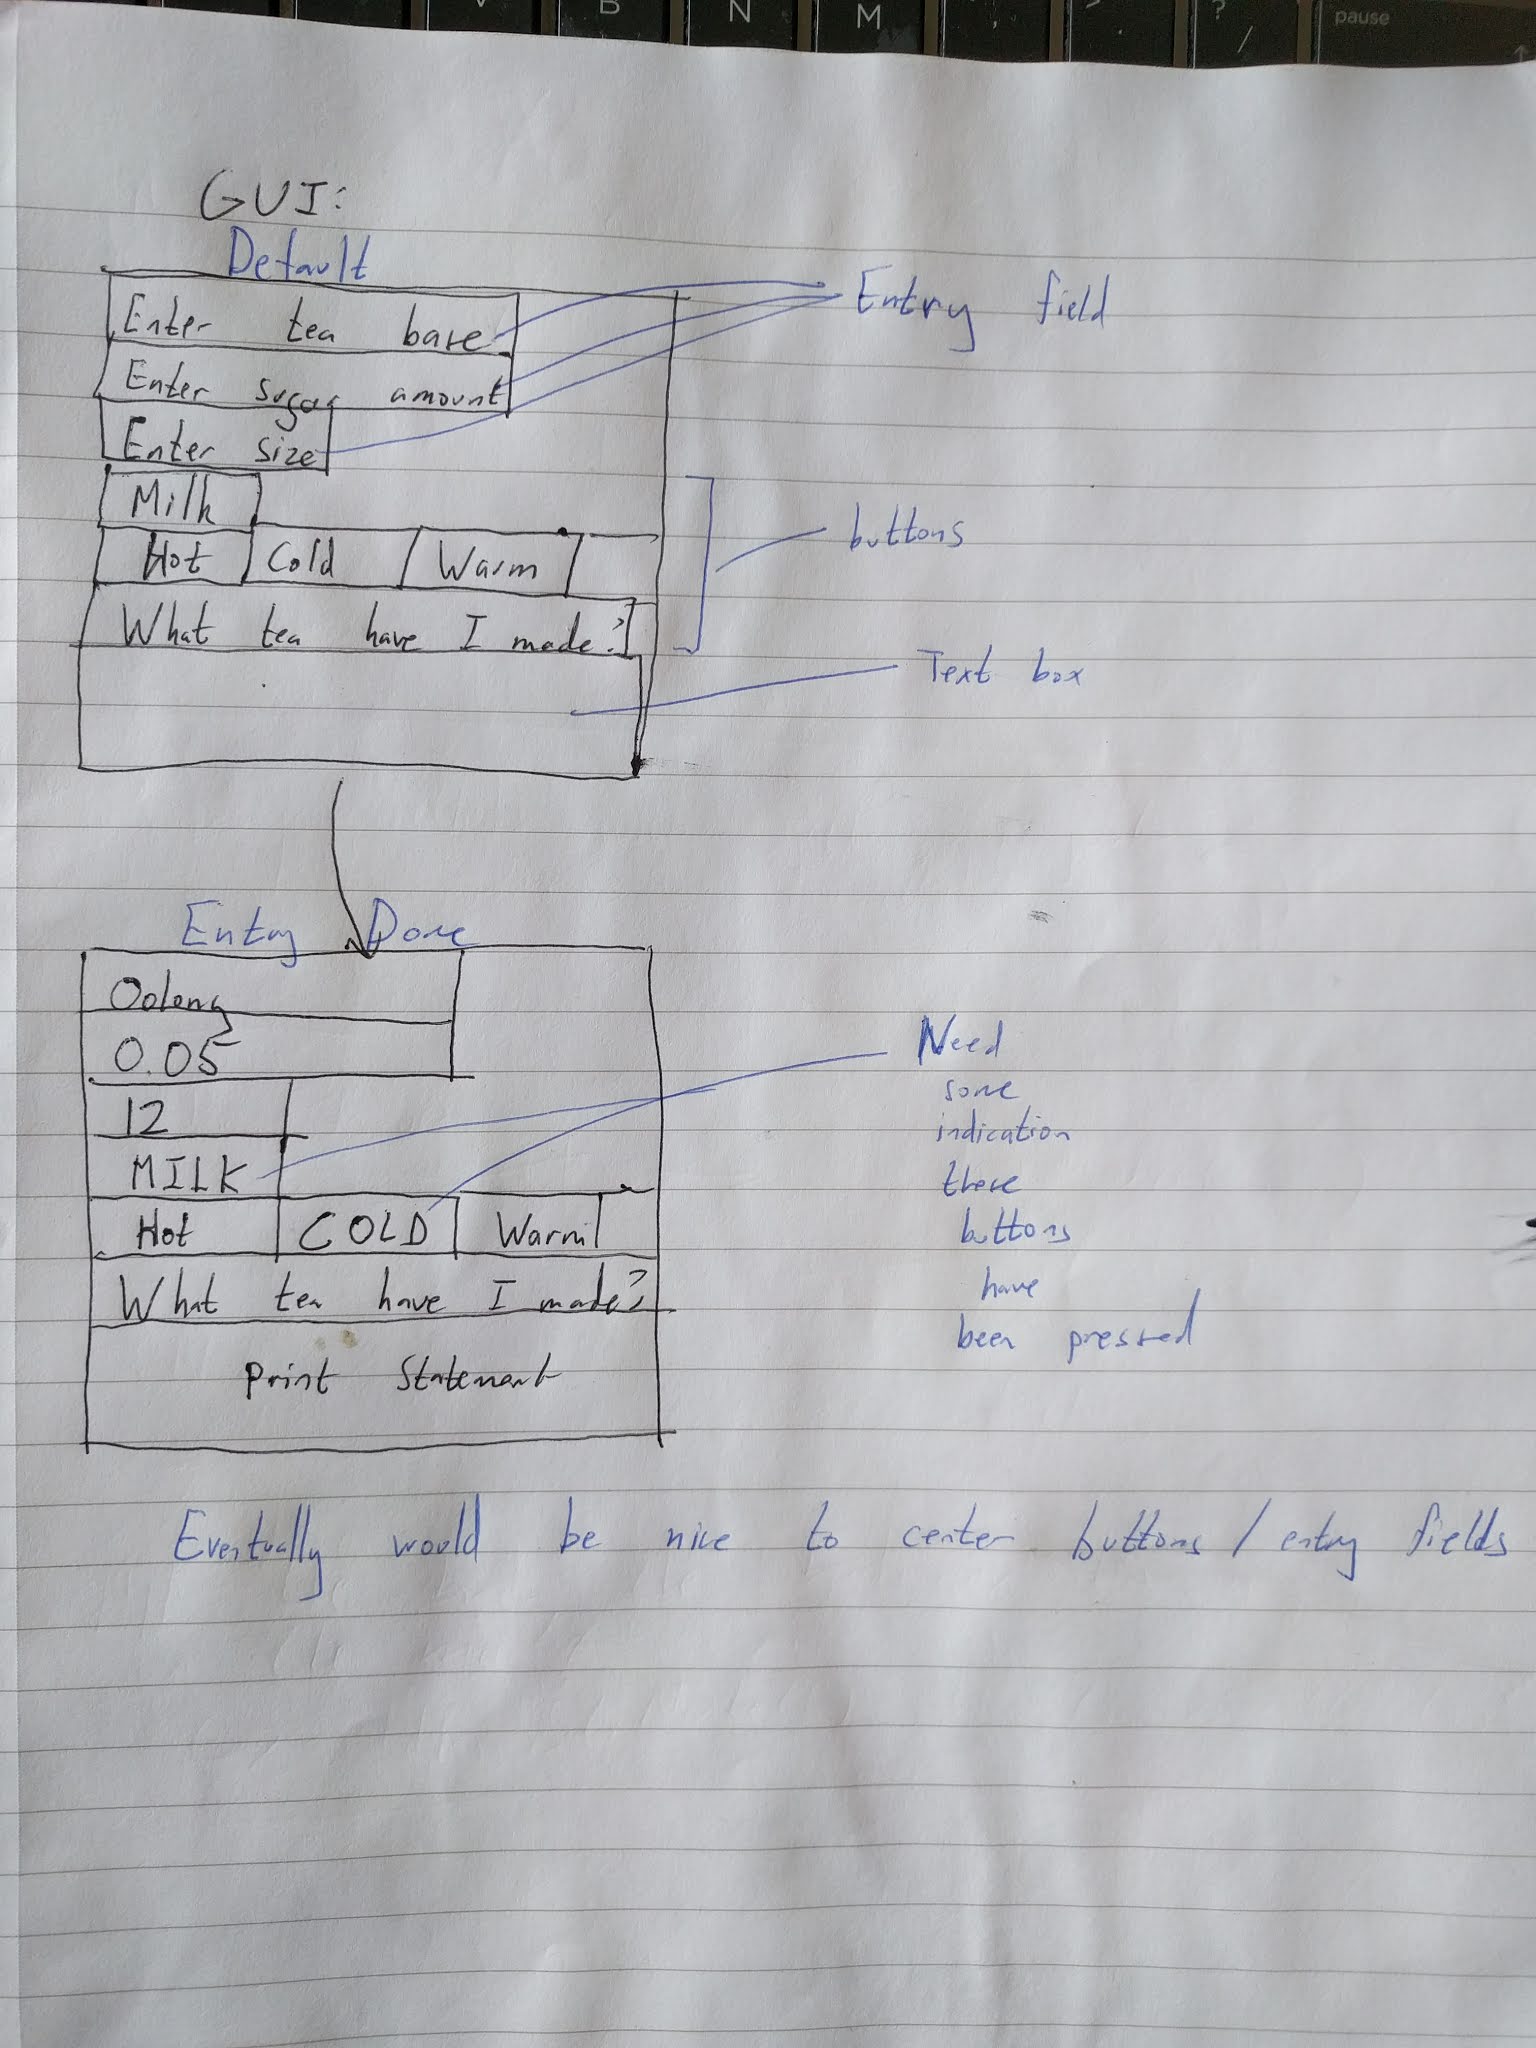 B N M , > ? / pause
GUI:
Default
Enter tea base
Entry field
Enter sugar amount
Enter size
Milk
Hot Cold Warm
buttons
What tea have I made?
Text box
Entry Done
Oolong
0.05
12
MILK
Hot COLD Warm
What tea have I made?
Print Statement
Need
some
indication
these
buttons
have
been pressed
Eventually would be nice to center buttons / entry fields